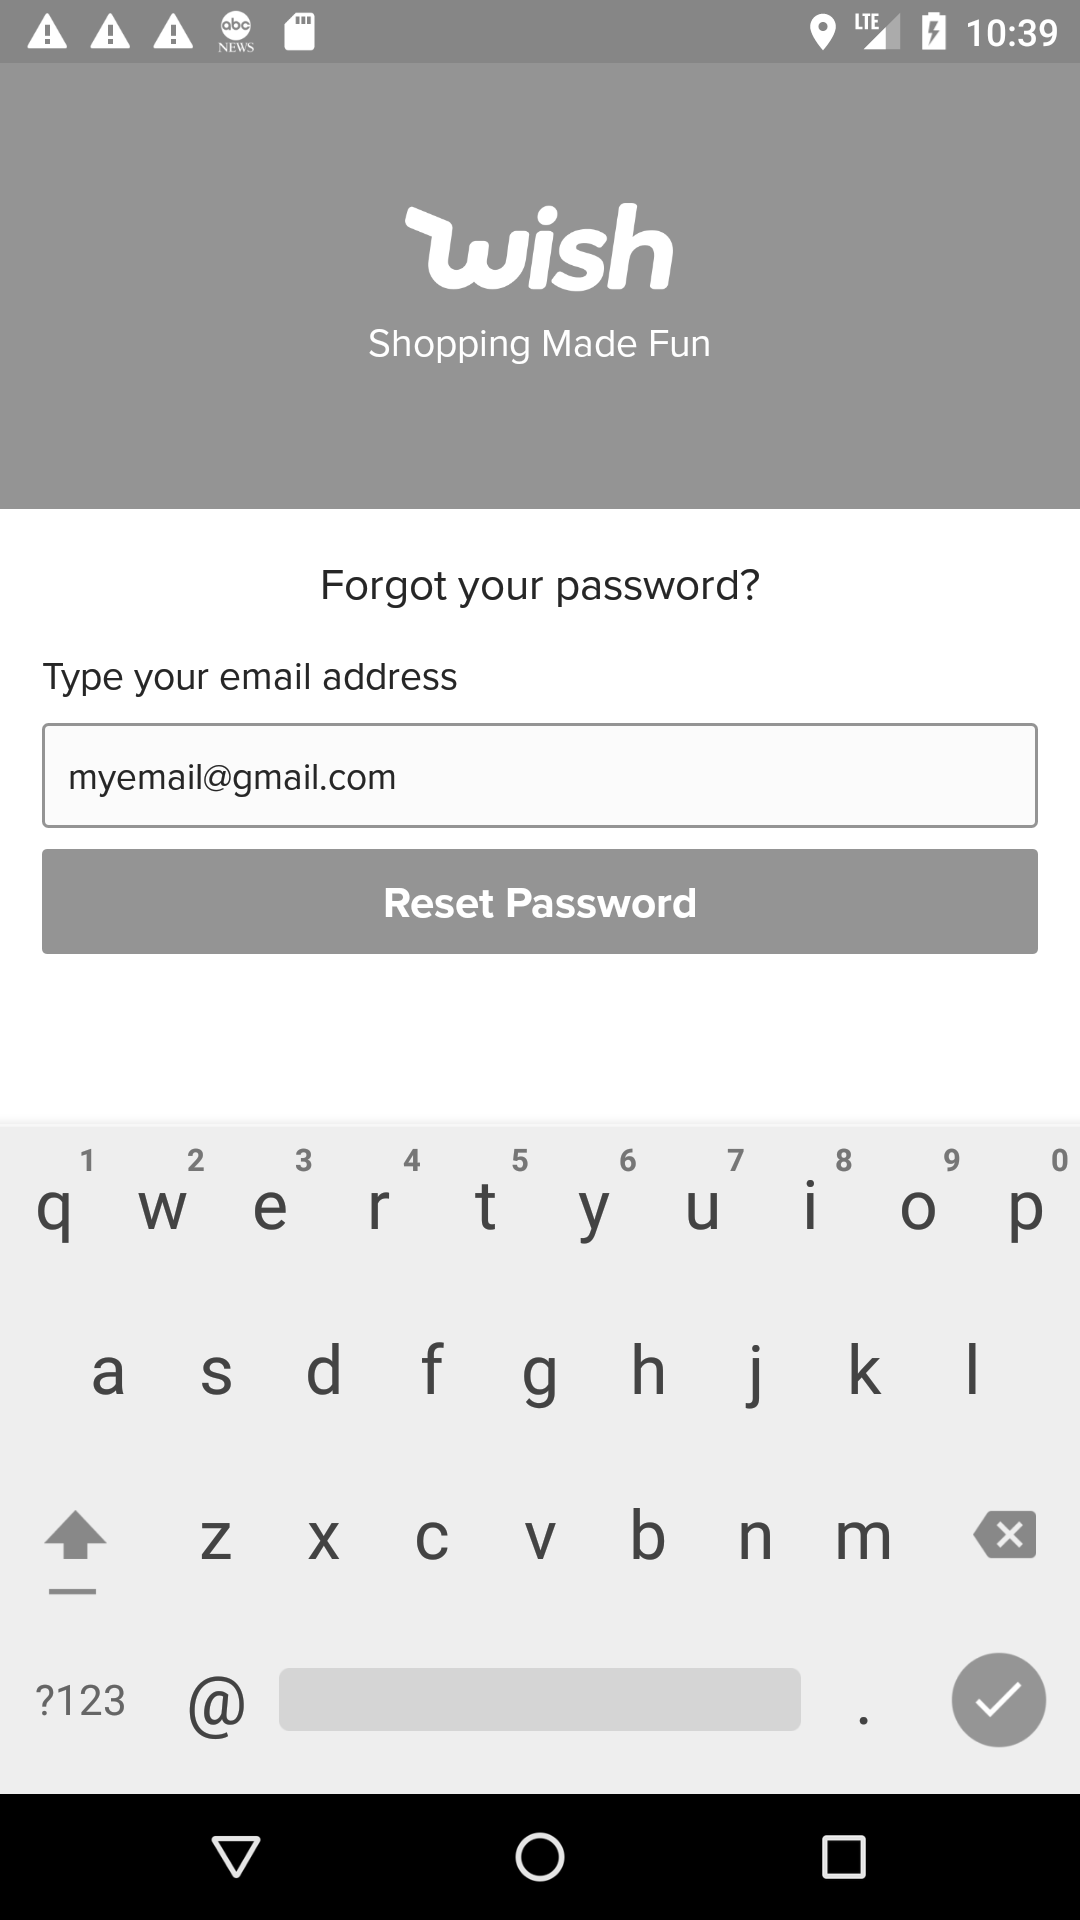 abc
NEWS
LTE
10:39
wish
Shopping Made Fun
Forgot your password?
Type your email address
myemail@gmail.com
Reset Password
1 2 3 4 5 6 7 8 9 0
q w e r t y u i o p
a s d f g h j k l
z x c v b n m
?123 @ .